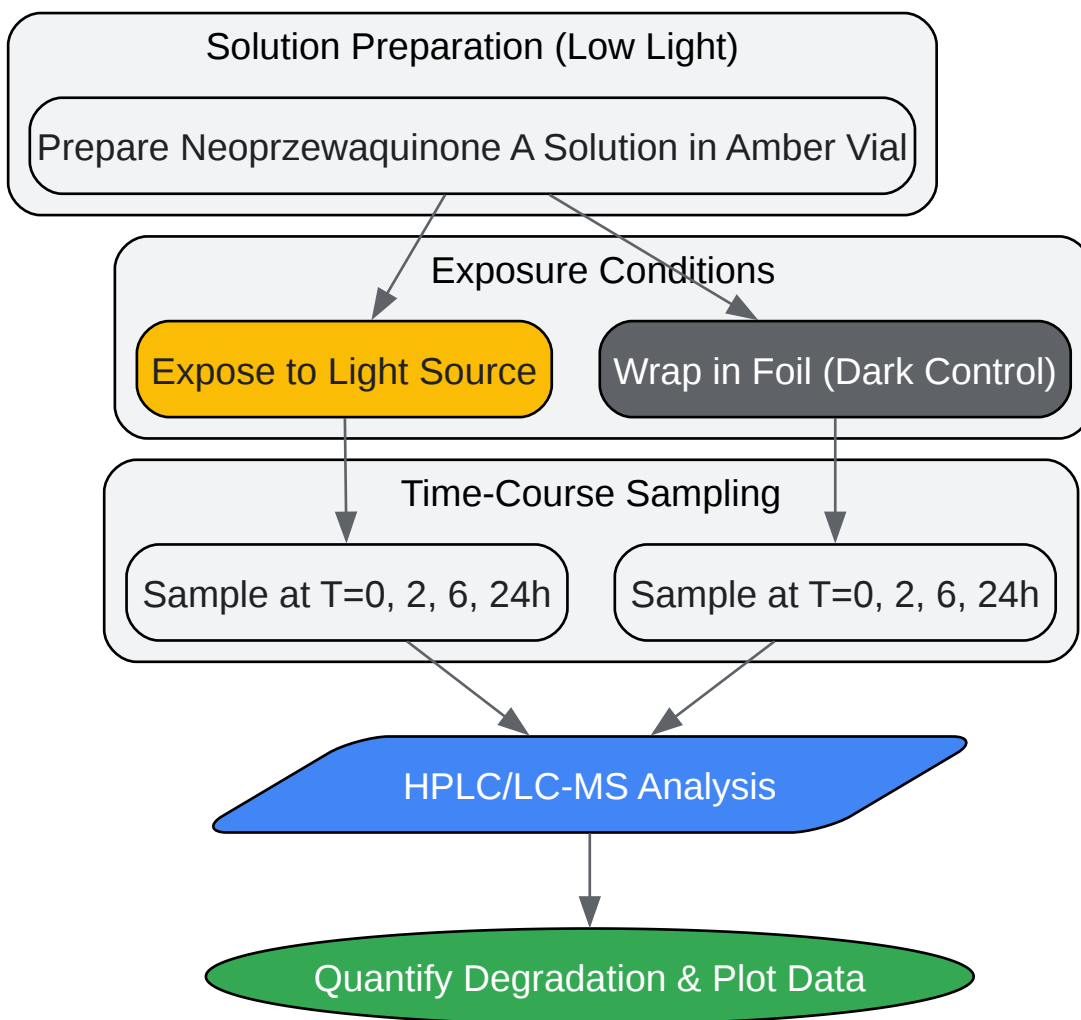 Solution Preparation (Low Light)
Prepare Neoprzewaquinone A Solution in Amber Vial
Exposure Conditions
Expose to Light Source
Wrap in Foil (Dark Control)
Time-Course Sampling
Sample at T=0, 2, 6, 24h
Sample at T=0, 2, 6, 24h
HPLC/LC-MS Analysis
Quantify Degradation & Plot Data